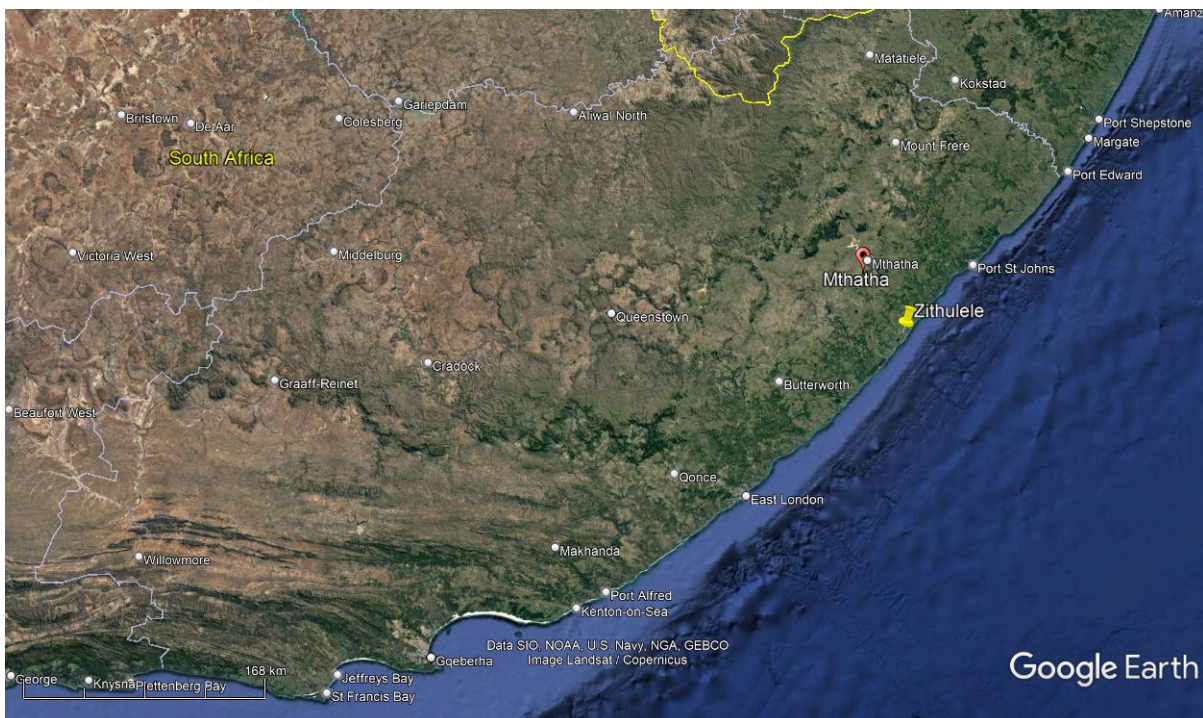 Amanz
Matatiele
Kokstad
Gariepdam
Britstown
De Aar
Colesberg
Aliwal North
Port Shepstone
Margate
South Africa
Mount Frere
Port Edward
Victoria West
Middelburg
Mthatha
Mthatha
Port St Johns
Queenstown
Zithulele
Cradock
Graaff-Reinet
Butterworth
Beaufort West
Qonce
East London
Makhanda
Willowmore
Port Alfred
Kenton-on-Sea
Data SIO, NOAA, U.S. Navy, NGA, GEBCO
Image Landsat / Copernicus
Gqeberha
Google Earth
168 km
George
Knysna
Plettenberg Bay
Jeffreys Bay
St Francis Bay